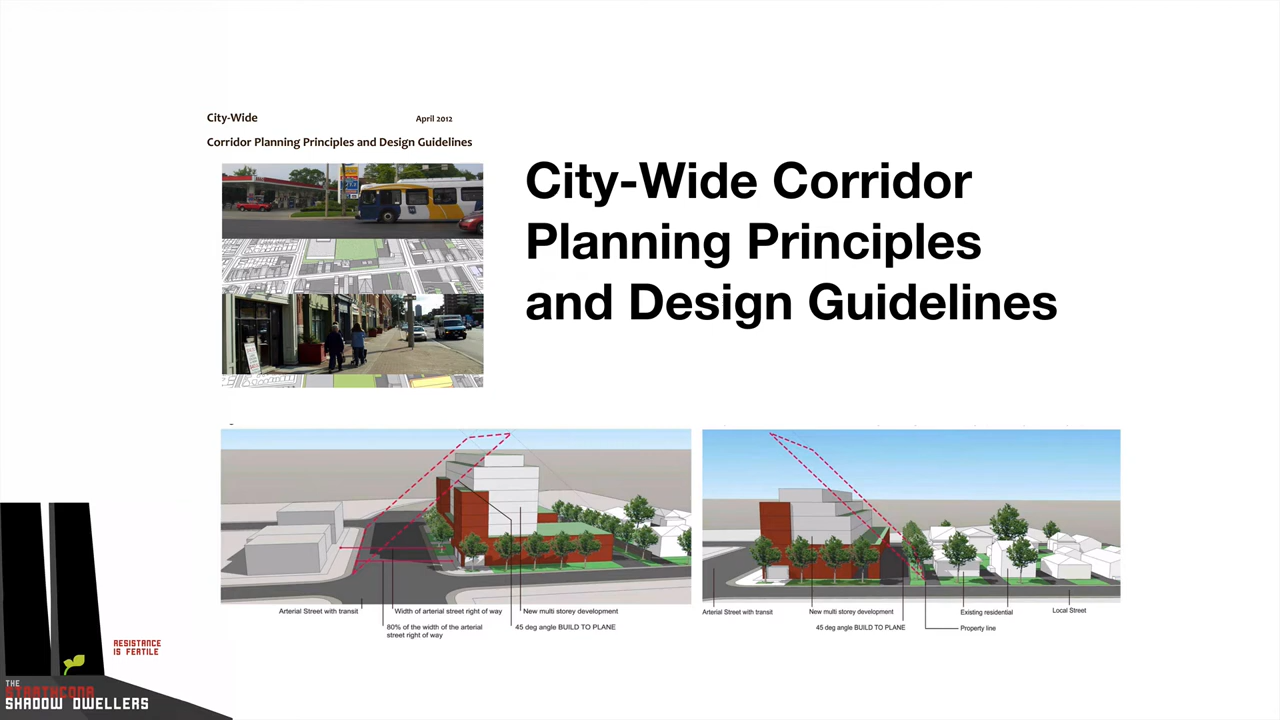 City-Wide April 2012
Corridor Planning Principles and Design Guidelines
City-Wide Corridor
Planning Principles
and Design Guidelines
Arterial Street with transit
Width of arterial street right of way
New multi storey development
80% of the width of the arterial
street right of way
45 deg angle BUILD TO PLANE
Arterial Street with transit
New multi storey development
Existing residential
Local Street
45 deg angle BUILD TO PLANE
Property line
RESISTANCE
IS FERTILE
THE
STRATHCONA
SHADOW DWELLERS